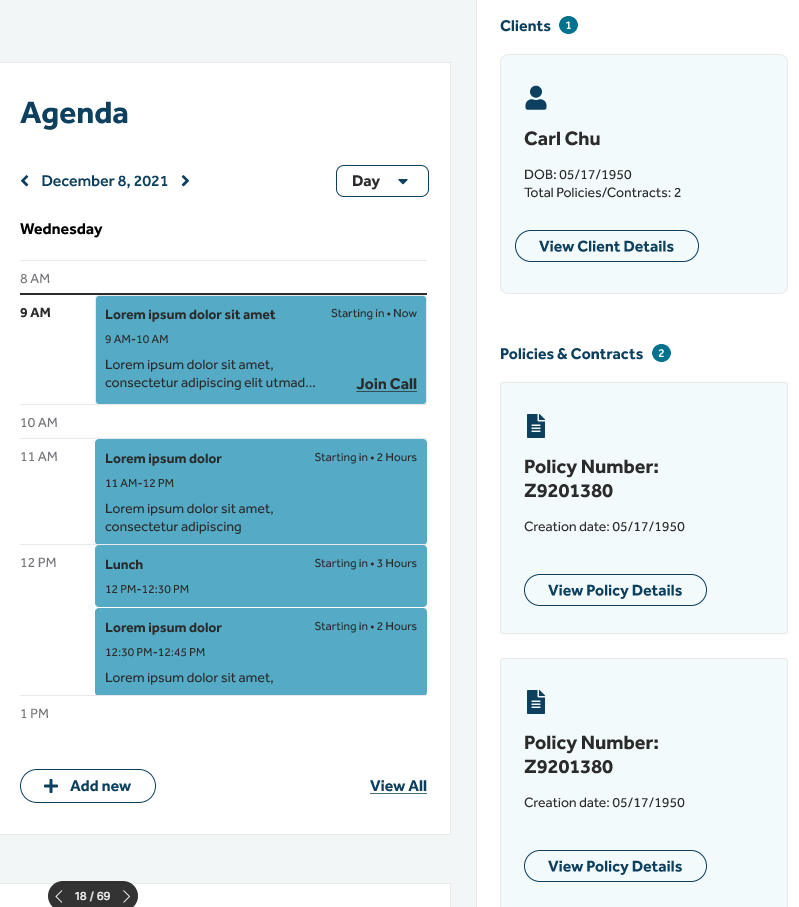 Agenda
December 8, 2021
Day
Wednesday
8 AM
9 AM
Lorem ipsum dolor sit amet
Starting in • Now
9 AM-10 AM
Lorem ipsum dolor sit amet,
consectetur adipiscing elit utmad...
Join Call
10 AM
11 AM
Lorem ipsum dolor
Starting in • 2 Hours
11 AM-12 PM
Lorem ipsum dolor sit amet,
consectetur adipiscing
12 PM
Lunch
Starting in • 3 Hours
12 PM-12:30 PM
Lorem ipsum dolor
Starting in • 2 Hours
12:30 PM-12:45 PM
Lorem ipsum dolor sit amet,
1 PM
Add new
View All
18 / 69
Clients 1
Carl Chu
DOB: 05/17/1950
Total Policies/Contracts: 2
View Client Details
Policies & Contracts 2
Policy Number:
Z9201380
Creation date: 05/17/1950
View Policy Details
Policy Number:
Z9201380
Creation date: 05/17/1950
View Policy Details